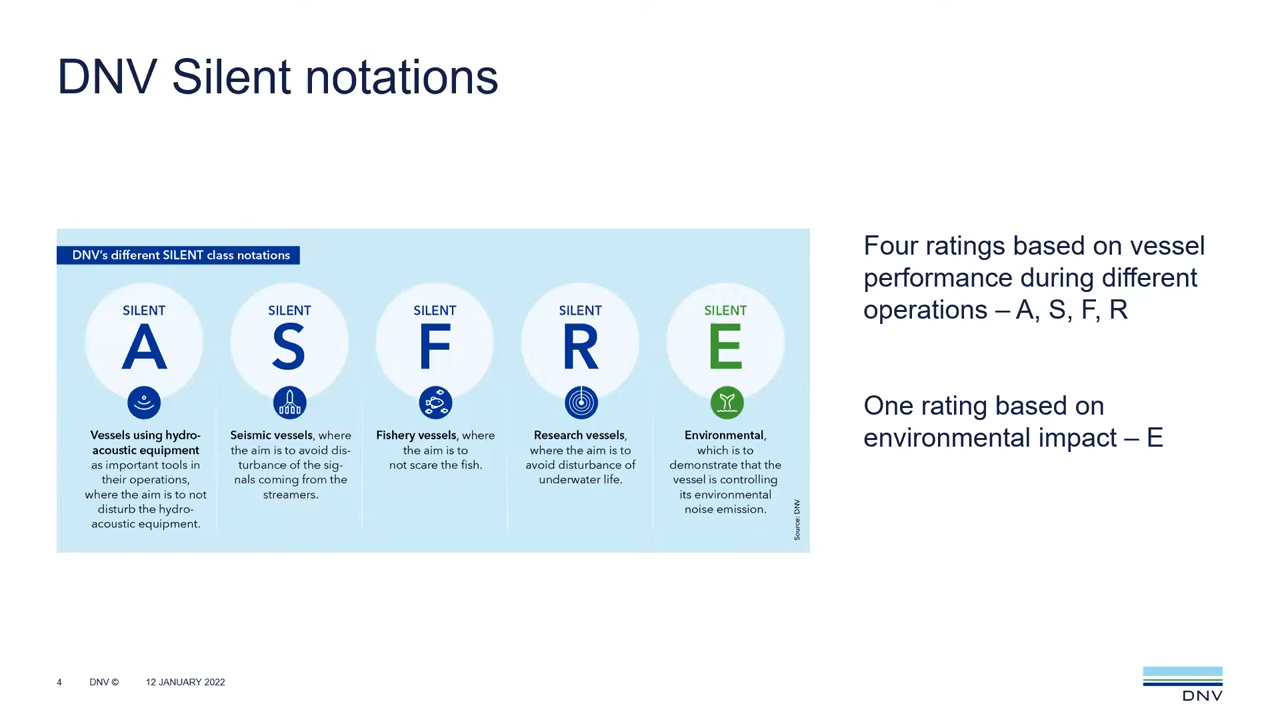 DNV Silent notations
DNV's different SILENT class notations
SILENT
A
Vessels using hydro-
acoustic equipment
as important tools in
their operations,
where the aim is to not
disturb the hydro-
acoustic equipment.
SILENT
S
Seismic vessels, where
the aim is to avoid dis-
turbance of the sig-
nals coming from the
streamers.
SILENT
F
Fishery vessels, where
the aim is to
not scare the fish.
SILENT
R
Research vessels,
where the aim is to
avoid disturbance of
underwater life.
SILENT
E
Environmental,
which is to
demonstrate that the
vessel is controlling
its environmental
noise emission.
Source: DNV
Four ratings based on vessel
performance during different
operations – A, S, F, R
One rating based on
environmental impact – E
4 DNV © 12 JANUARY 2022
DNV